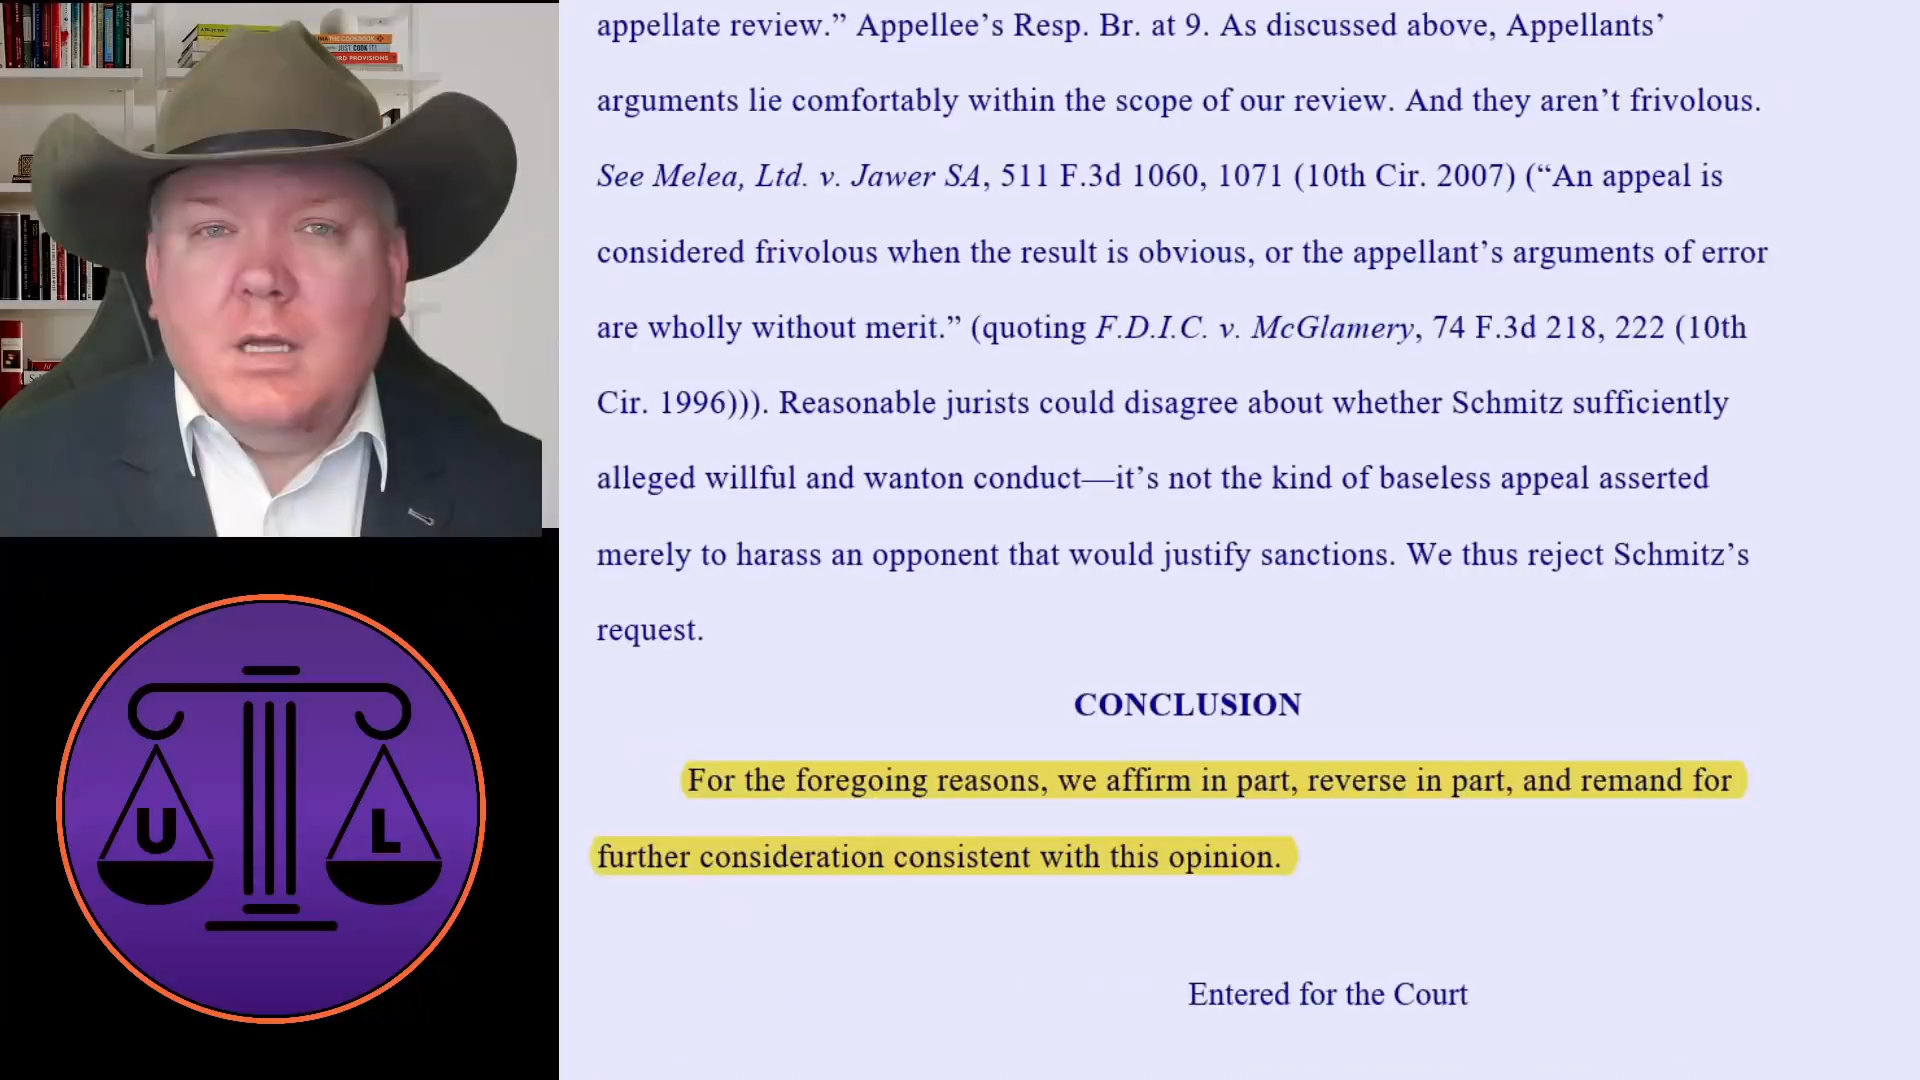 THE COOKBOOK
JUST COOK IT!
PROVISIONS
appellate review.” Appellee’s Resp. Br. at 9. As discussed above, Appellants’
arguments lie comfortably within the scope of our review. And they aren’t frivolous.
See Melea, Ltd. v. Jawer SA, 511 F.3d 1060, 1071 (10th Cir. 2007) (“An appeal is
considered frivolous when the result is obvious, or the appellant’s arguments of error
are wholly without merit.” (quoting F.D.I.C. v. McGlamery, 74 F.3d 218, 222 (10th
Cir. 1996))). Reasonable jurists could disagree about whether Schmitz sufficiently
alleged willful and wanton conduct—it’s not the kind of baseless appeal asserted
merely to harass an opponent that would justify sanctions. We thus reject Schmitz’s
request.
CONCLUSION
For the foregoing reasons, we affirm in part, reverse in part, and remand for
further consideration consistent with this opinion.
Entered for the Court
U L